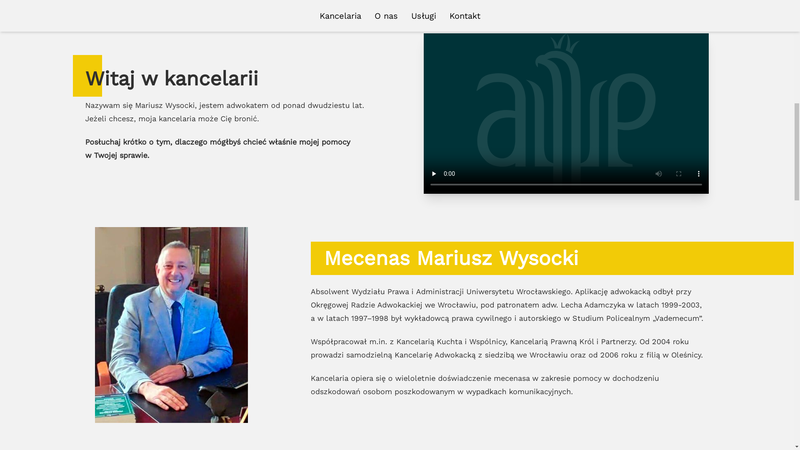 Kancelaria O nas Usługi Kontakt
Witaj w kancelarii
Nazywam się Mariusz Wysocki, jestem adwokatem od ponad dwudziestu lat.
Jeżeli chcesz, moja kancelaria może Cię bronić.
Posłuchaj krótko o tym, dlaczego mógłbyś chcieć właśnie mojej pomocy
w Twojej sprawie.
0:00
Mecenas Mariusz Wysocki
Absolwent Wydziału Prawa i Administracji Uniwersytetu Wrocławskiego. Aplikację adwokacką odbył przy
Okręgowej Radzie Adwokackiej we Wrocławiu, pod patronatem adw. Lecha Adamczyka w latach 1999-2003,
a w latach 1997–1998 był wykładowcą prawa cywilnego i autorskiego w Studium Policealnym „Vademecum”.
Współpracował m.in. z Kancelarią Kuchta i Wspólnicy, Kancelarią Prawną Król i Partnerzy. Od 2004 roku
prowadzi samodzielną Kancelarię Adwokacką z siedzibą we Wrocławiu oraz od 2006 roku z filią w Oleśnicy.
Kancelaria opiera się o wieloletnie doświadczenie mecenasa w zakresie pomocy w dochodzeniu
odszkodowań osobom poszkodowanym w wypadkach komunikacyjnych.